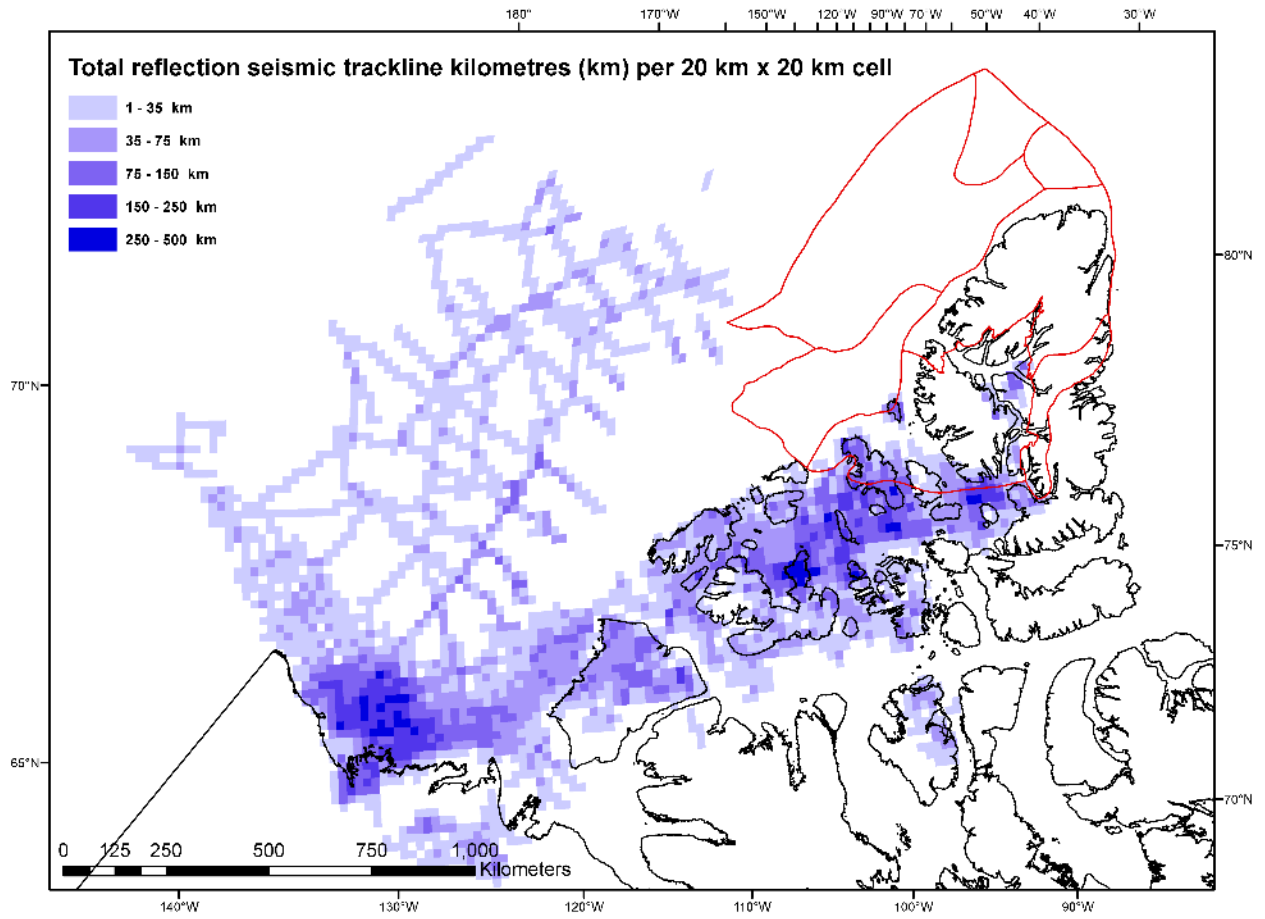 180° 170°W 150°W 120°W 90°W 70°W 50°W 40°W 30°W
Total reflection seismic trackline kilometres (km) per 20 km x 20 km cell
1 - 35 km
35 - 75 km
75 - 150 km
150 - 250 km
250 - 500 km
80°N
70°N
75°N
65°N
70°N
0 125 250 500 750 1,000
Kilometers
140°W 130°W 120°W 110°W 100°W 90°W